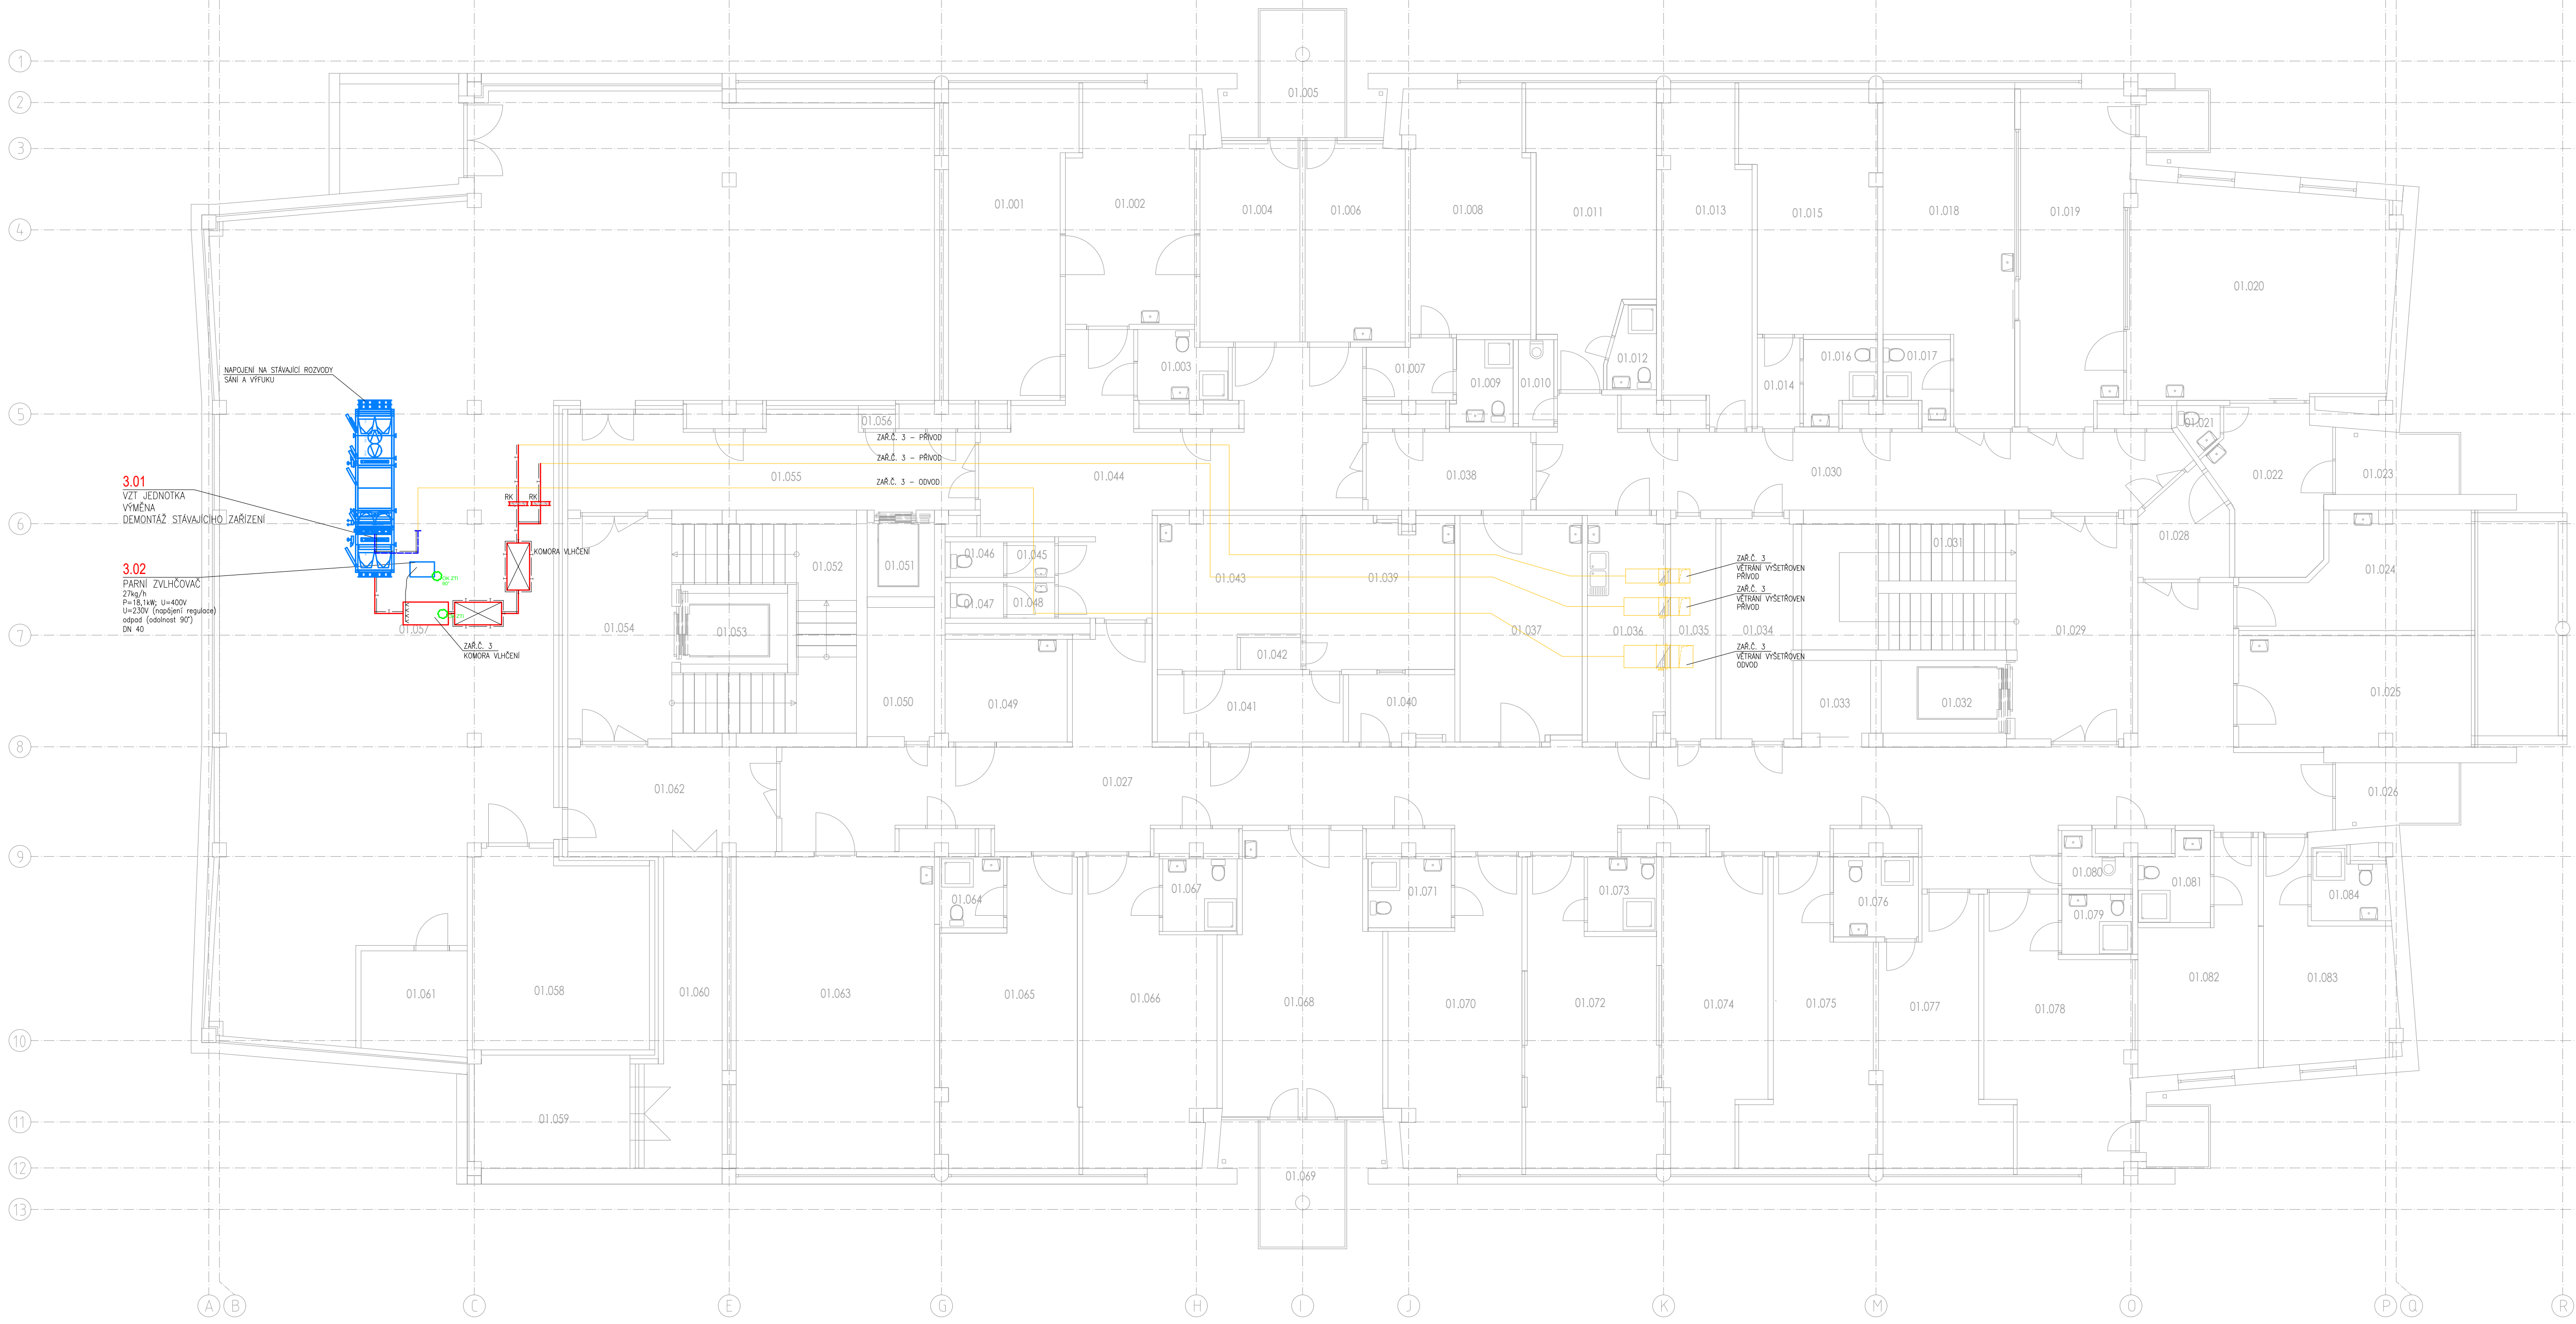 1
2
3
4
5
6
7
8
9
10
11
12
13
A
B
C
E
G
H
I
J
K
M
O
P
Q
R
NAPOJENÍ NA STÁVAJÍCÍ ROZVODY
SÁNÍ A VÝFUKU
3.01
VZT JEDNOTKA
VÝMĚNA
DEMONTÁŽ STÁVAJÍCÍHO ZAŘÍZENÍ
3.02
PARNÍ ZVLHČOVAČ
27kg/h
P=18,1kW; U=400V
U=230V (napájení regulace)
odpad (odolnost 90°)
DN 40
RK
RK
KOMORA VLHČENÍ
ZAŘ.Č. 3
KOMORA VLHČENÍ
ZAŘ.Č. 3 - PŘÍVOD
ZAŘ.Č. 3 - PŘÍVOD
ZAŘ.Č. 3 - ODVOD
ZAŘ.Č. 3
VĚTRÁNÍ VYŠETŘOVEN
PŘÍVOD
ZAŘ.Č. 3
VĚTRÁNÍ VYŠETŘOVEN
PŘÍVOD
ZAŘ.Č. 3
VĚTRÁNÍ VYŠETŘOVEN
ODVOD
01.001
01.002
01.003
01.004
01.005
01.006
01.007
01.008
01.009
01.010
01.011
01.012
01.013
01.014
01.015
01.016
01.017
01.018
01.019
01.020
01.021
01.022
01.023
01.024
01.025
01.026
01.027
01.028
01.029
01.030
01.031
01.032
01.033
01.034
01.035
01.036
01.037
01.038
01.039
01.040
01.041
01.042
01.043
01.044
01.045
01.046
01.047
01.048
01.049
01.050
01.051
01.052
01.053
01.054
01.055
01.056
01.057
01.058
01.059
01.060
01.061
01.062
01.063
01.064
01.065
01.066
01.067
01.068
01.069
01.070
01.071
01.072
01.073
01.074
01.075
01.076
01.077
01.078
01.079
01.080
01.081
01.082
01.083
01.084